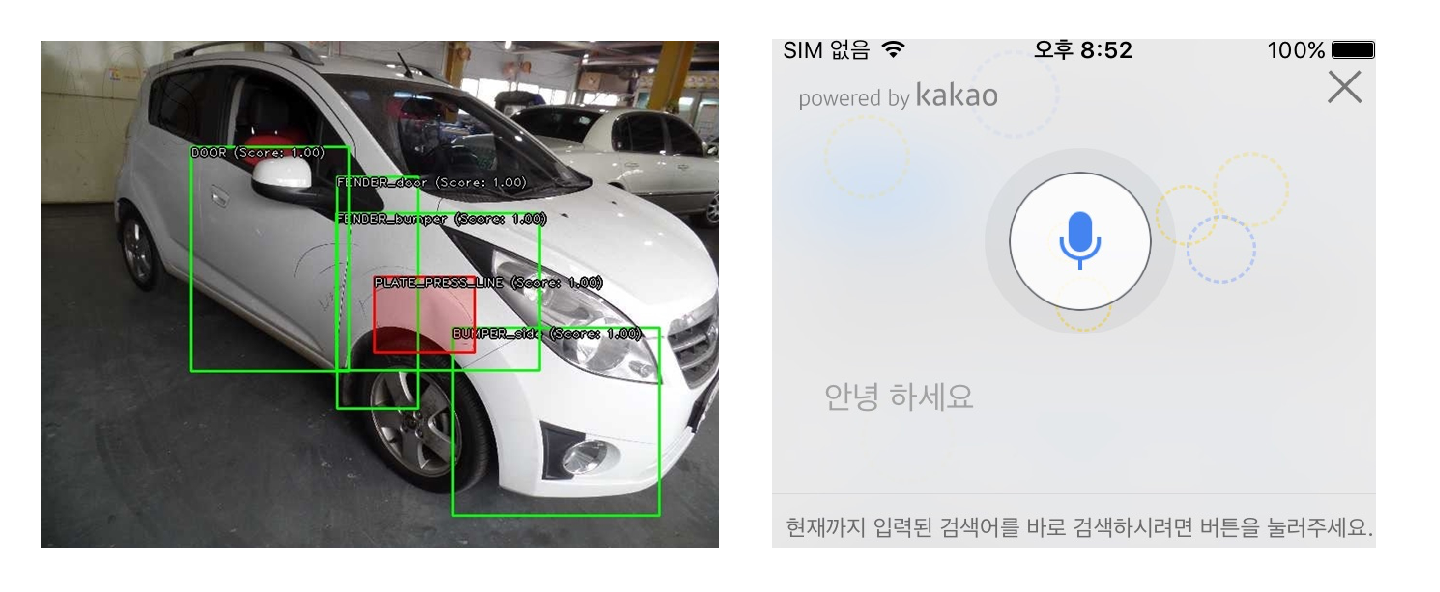 DOOR (Score: 1.00)
FENDER_door (Score: 1.00)
FENDER_bumper (Score: 1.00)
PLATE_PRESS_LINE (Score: 1.00)
BUMPER_side (Score: 1.00)
SIM 없음
오후 8:52
100%
powered by kakao
안녕 하세요
현재까지 입력된 검색어를 바로 검색하시려면 버튼을 눌러주세요.